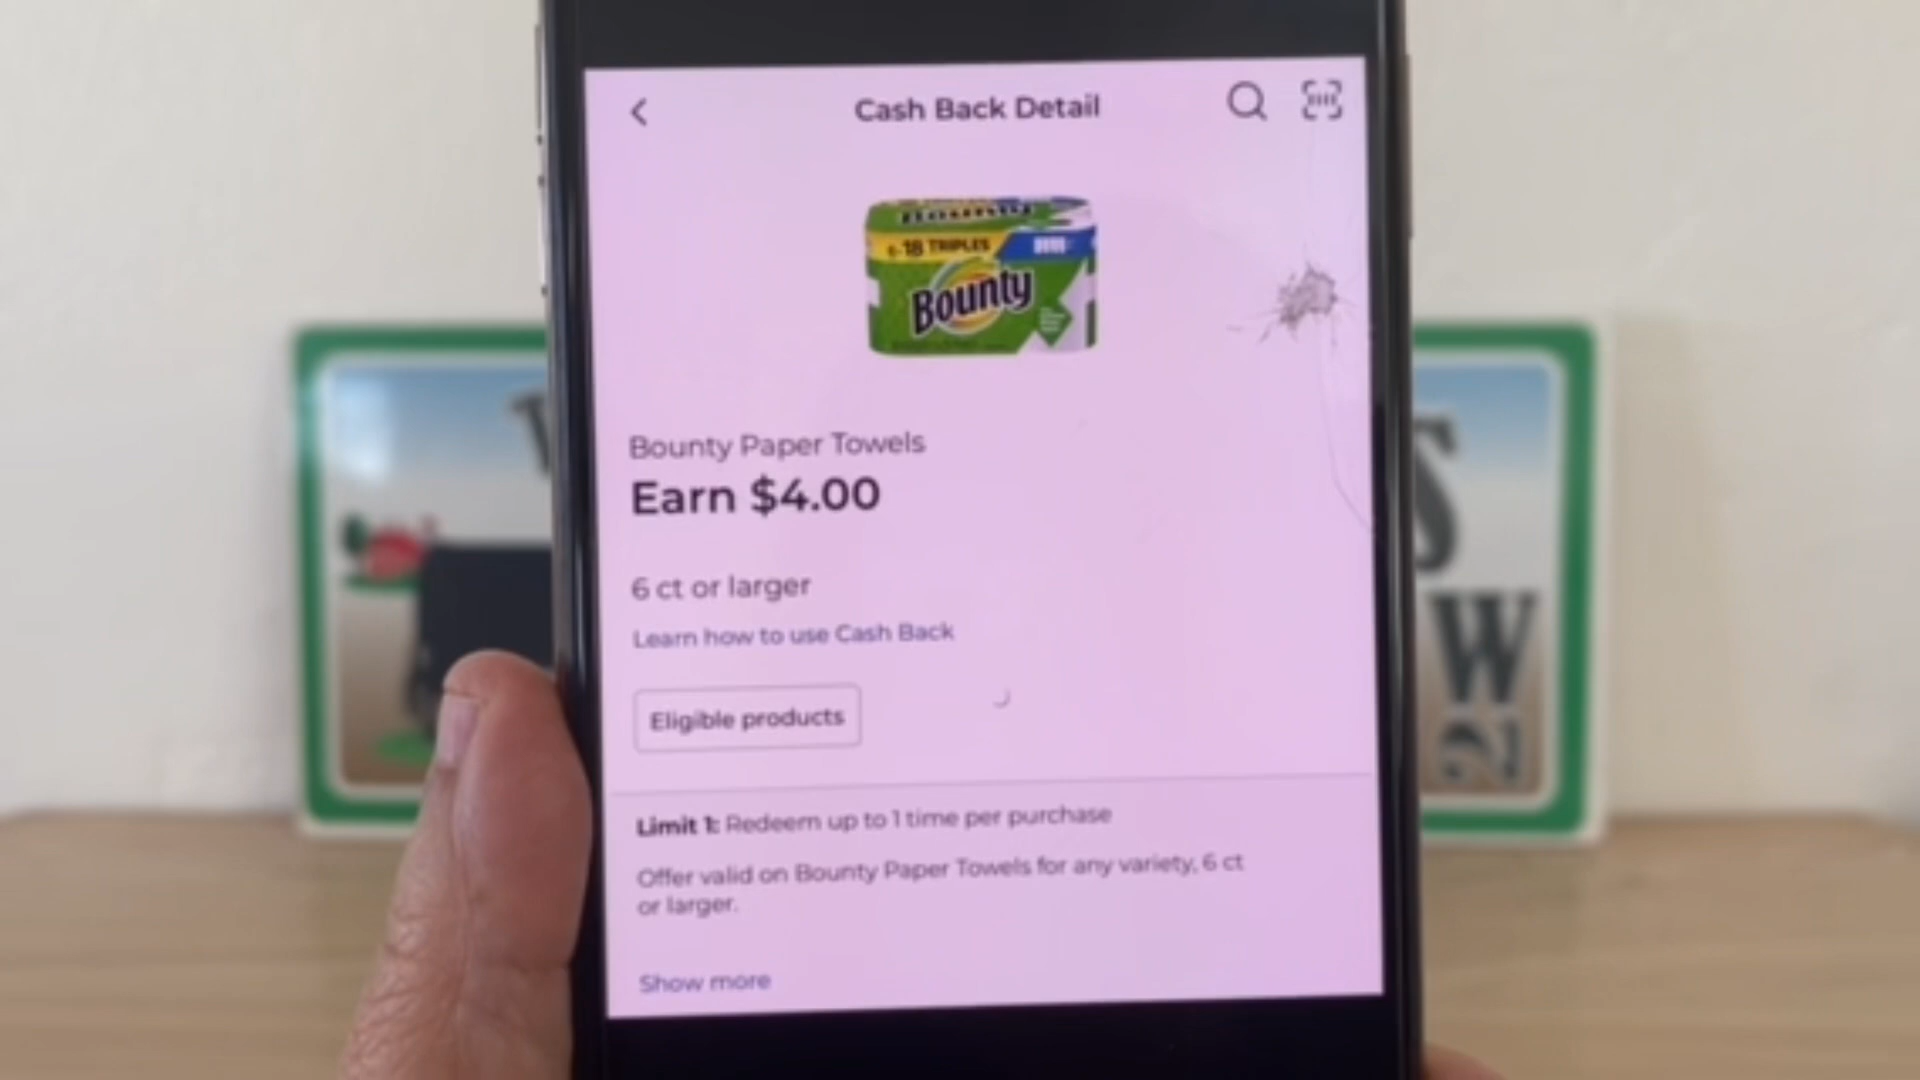 Cash Back Detail
Bounty
18 TRIPLES
Bounty
Bounty Paper Towels
Earn $4.00
6 ct or larger
Learn how to use Cash Back
Eligible products
Limit 1: Redeem up to 1 time per purchase
Offer valid on Bounty Paper Towels for any variety, 6 ct
or larger.
Show more
S
W